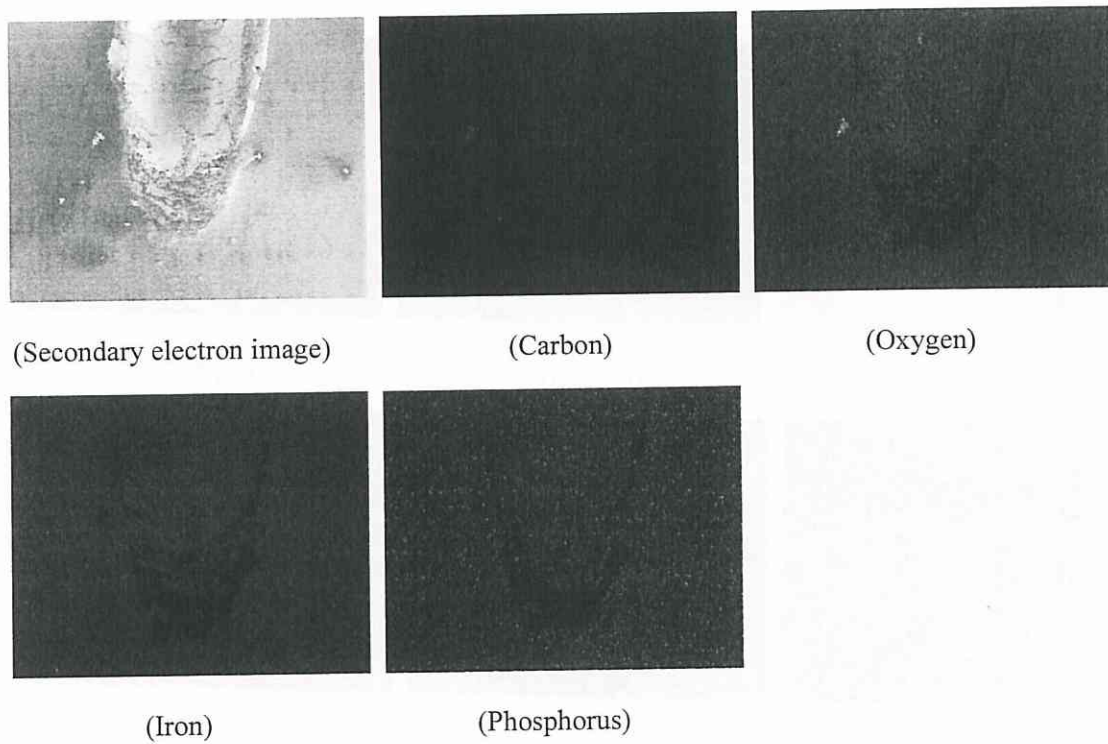 (Secondary electron image)
(Carbon)
(Oxygen)
(Iron)
(Phosphorus)